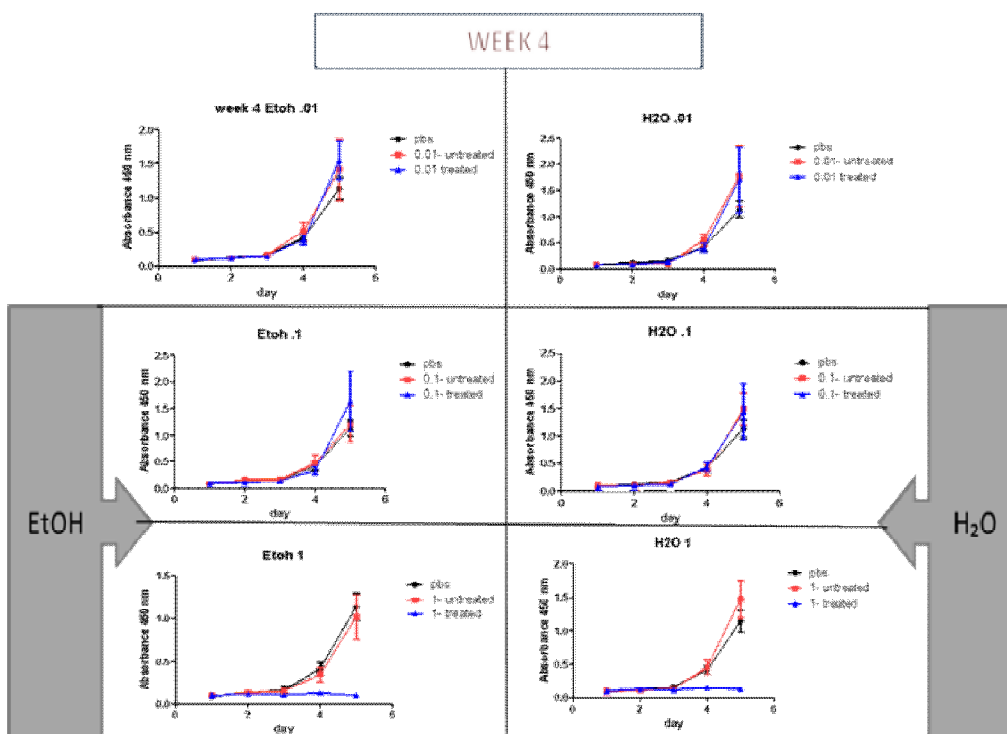 WEEK 4
week 4 Etoh .01
Absorbance 450 nm
2.0
1.5
1.0
0.5
0.0
0 2 4 6
day
pbs
0.01- untreated
0.01 treated
H2O .01
Absorbance 450 nm
2.5
2.0
1.5
1.0
0.5
0.0
0 2 4 6
day
pbs
0.01- untreated
0.01 treated
Etoh .1
Absorbance 450 nm
2.5
2.0
1.5
1.0
0.5
0.0
0 2 4 6
day
pbs
0.1- untreated
0.1- treated
H2O .1
Absorbance 450 nm
2.5
2.0
1.5
1.0
0.5
0.0
0 2 4 6
day
pbs
0.1- untreated
0.1- treated
EtOH
H₂O
Etoh 1
Absorbance 450 nm
1.5
1.0
0.5
0.0
0 2 4 6
day
pbs
1- untreated
1- treated
H2O 1
Absorbance 450 nm
2.0
1.5
1.0
0.5
0.0
0 2 4 6
day
pbs
1- untreated
1- treated